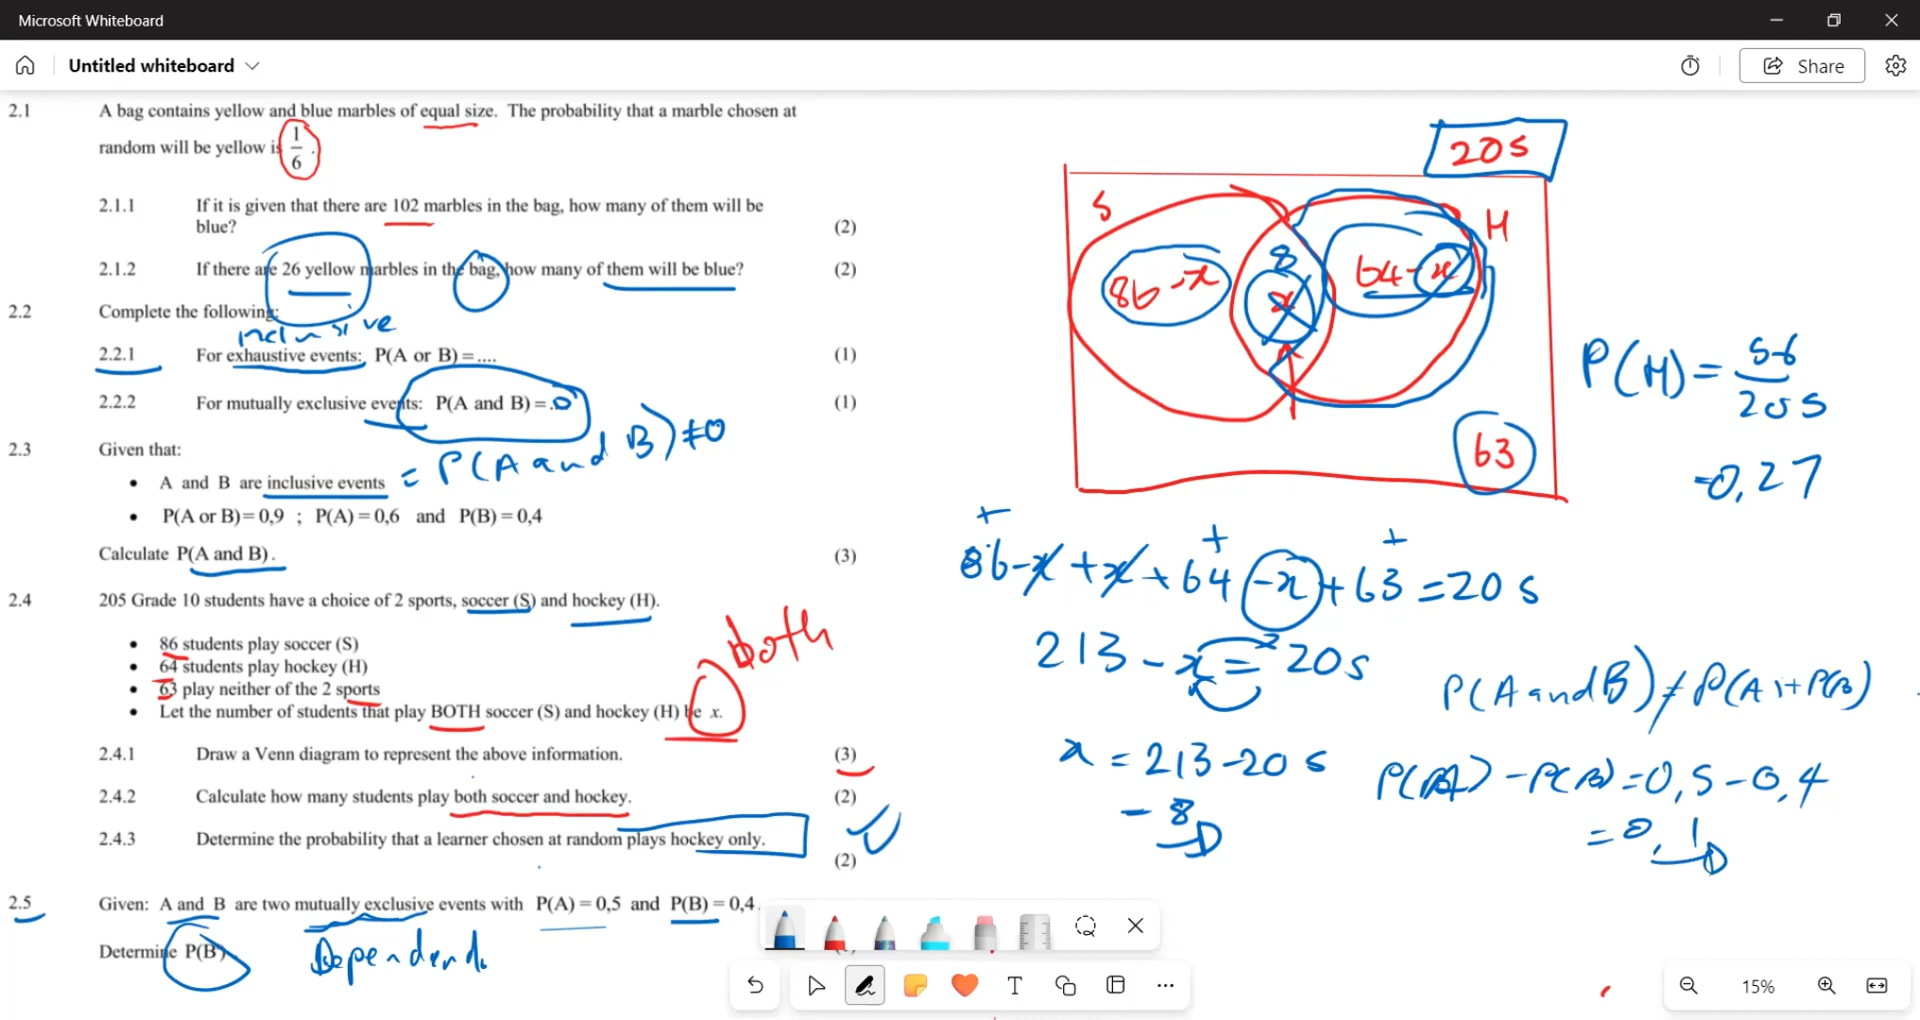 Microsoft Whiteboard
Untitled whiteboard
Share
2.1 A bag contains yellow and blue marbles of equal size. The probability that a marble chosen at
random will be yellow is 1/6.
2.1.1 If it is given that there are 102 marbles in the bag, how many of them will be
blue? (2)
2.1.2 If there are 26 yellow marbles in the bag, how many of them will be blue? (2)
2.2 Complete the following:
inclusive
2.2.1 For exhaustive events: P(A or B) = .... (1)
2.2.2 For mutually exclusive events: P(A and B) = .0 (1)
2.3 Given that:
• A and B are inclusive events = P(A and B) ≠ 0
• P(A or B) = 0,9 ; P(A) = 0,6 and P(B) = 0,4
Calculate P(A and B). (3)
2.4 205 Grade 10 students have a choice of 2 sports, soccer (S) and hockey (H).
both
• 86 students play soccer (S)
• 64 students play hockey (H)
• 63 play neither of the 2 sports
• Let the number of students that play BOTH soccer (S) and hockey (H) be x.
2.4.1 Draw a Venn diagram to represent the above information. (3)
2.4.2 Calculate how many students play both soccer and hockey. (2)
2.4.3 Determine the probability that a learner chosen at random plays hockey only.
(2)
2.5 Given: A and B are two mutually exclusive events with P(A) = 0,5 and P(B) = 0,4.
Determine P(B')
Dependend
205
S
H
8
86 - x
x
64 - x
63
P(H) = 56/205
= 0,27
86 - x + x + 64 - x + 63 = 205
213 - x = 205
x = 213 - 205
= 8
P(A and B) ≠ P(A) + P(B)
P(A) - P(B) = 0,5 - 0,4
= 0,1
T
15%